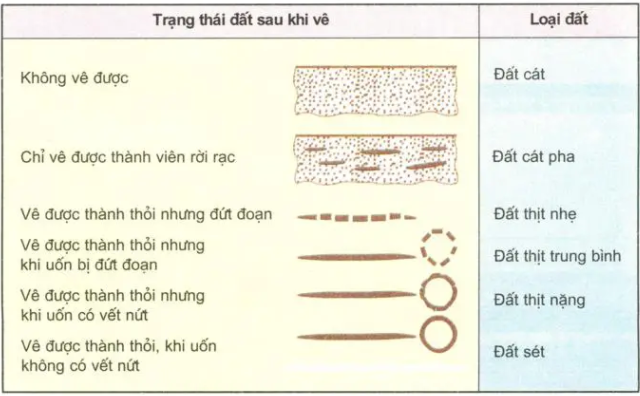 Trạng thái đất sau khi vê Loại đất
Không vê được Đất cát
Chỉ vê được thành viên rời rạc Đất cát pha
Vê được thành thỏi nhưng đứt đoạn Đất thịt nhẹ
Vê được thành thỏi nhưng
khi uốn bị đứt đoạn Đất thịt trung bình
Vê được thành thỏi nhưng
khi uốn có vết nứt Đất thịt nặng
Vê được thành thỏi, khi uốn
không có vết nứt Đất sét